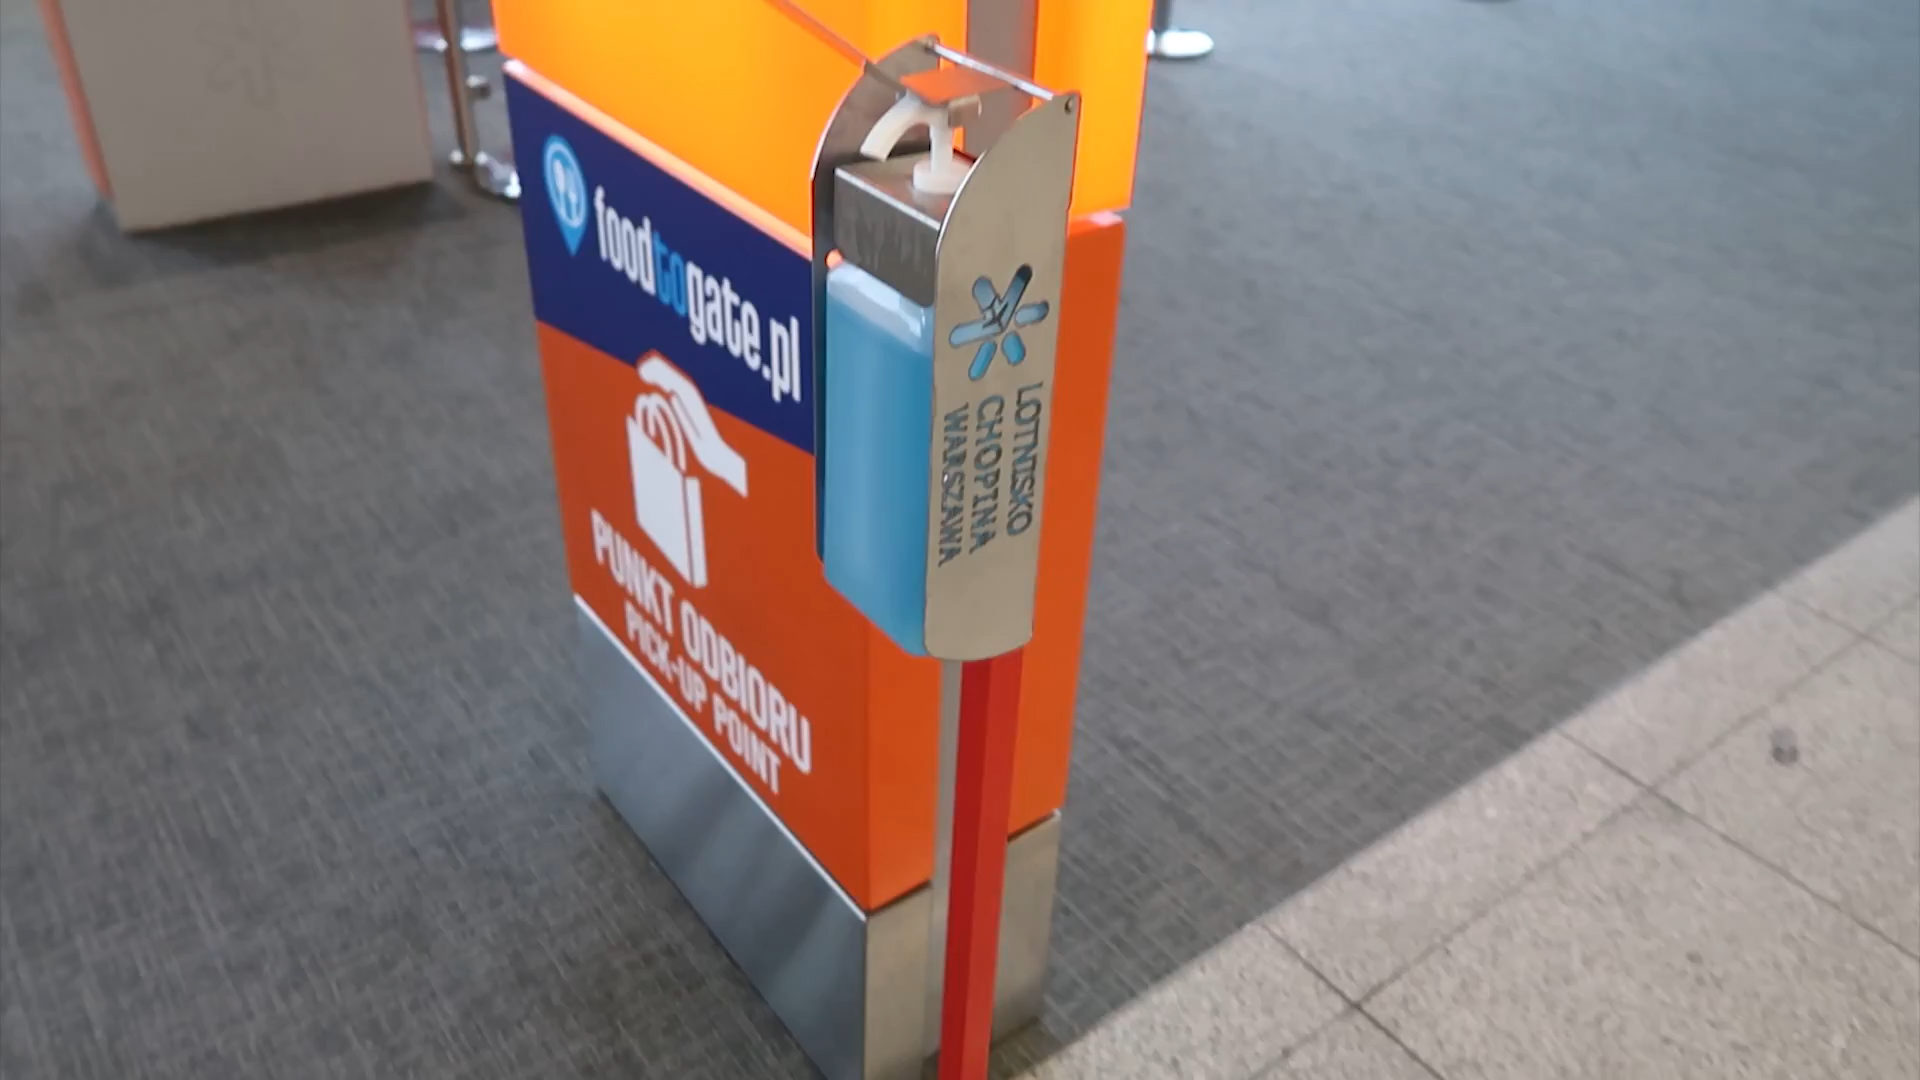 foodtogate.pl
PUNKT ODBIORU
PICK-UP POINT
LOTNISKO
CHOPINA
WARSZAWA